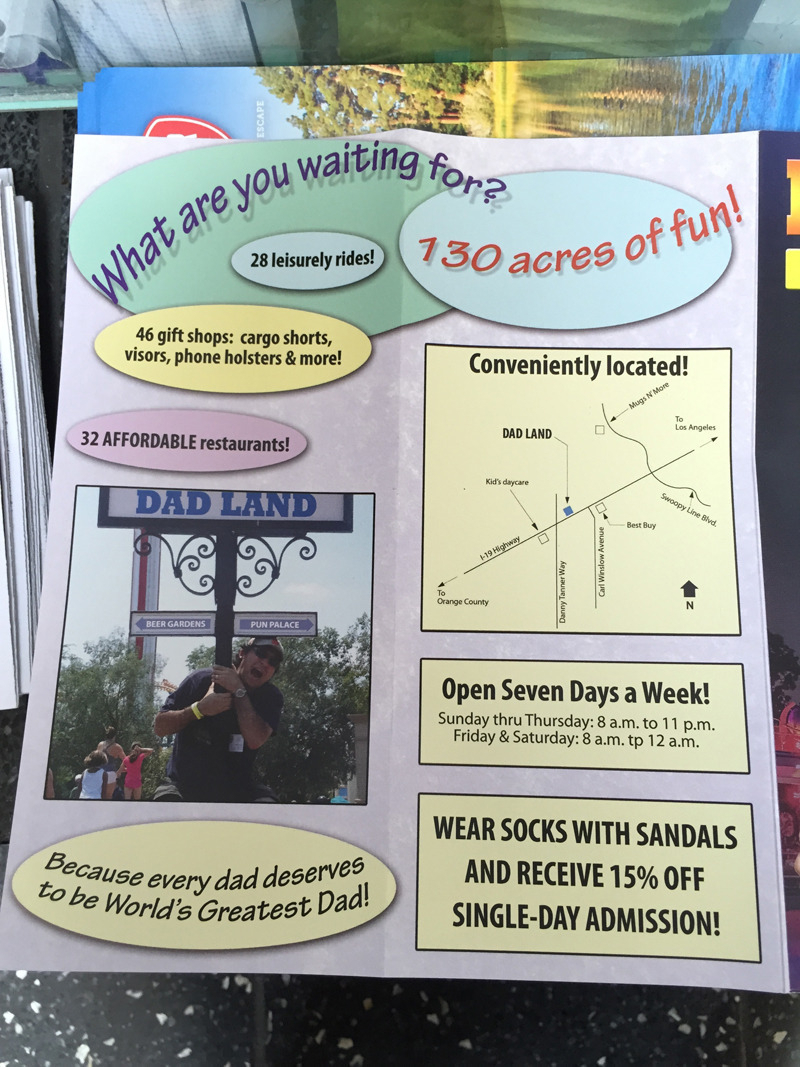 ESCAPE
What are you waiting for?
28 leisurely rides!
46 gift shops: cargo shorts,
visors, phone holsters & more!
32 AFFORDABLE restaurants!
DAD LAND
BEER GARDENS
PUN PALACE
Because every dad deserves
to be World's Greatest Dad!
130 acres of fun!
Conveniently located!
Mugs N' More
To
Los Angeles
DAD LAND
Kid's daycare
Swoopy Line Blvd.
Best Buy
I-19 Highway
Danny Tanner Way
Carl Winslow Avenue
To
Orange County
N
Open Seven Days a Week!
Sunday thru Thursday: 8 a.m. to 11 p.m.
Friday & Saturday: 8 a.m. tp 12 a.m.
WEAR SOCKS WITH SANDALS
AND RECEIVE 15% OFF
SINGLE-DAY ADMISSION!